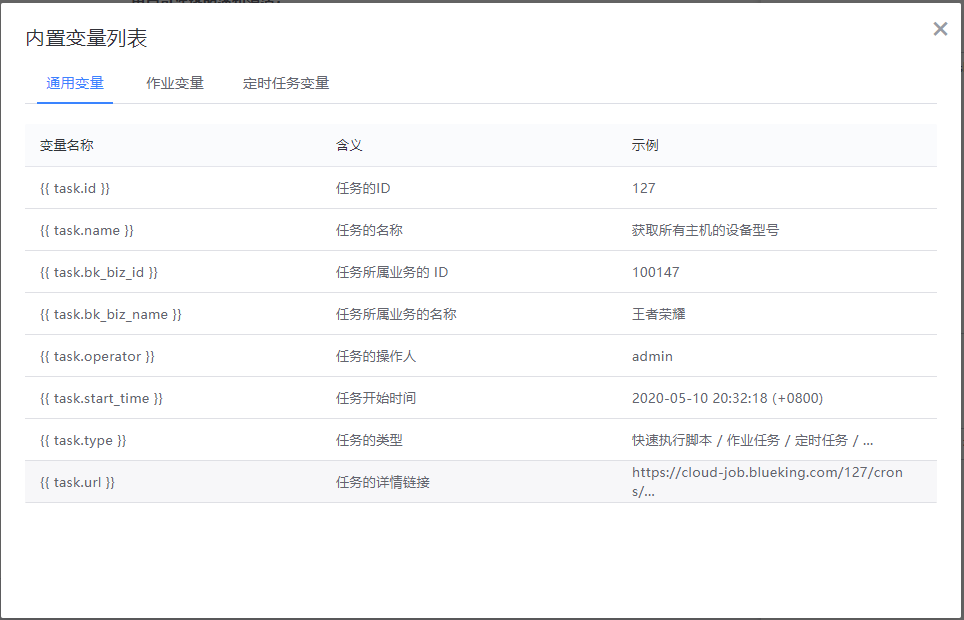 内置变量列表
通用变量 作业变量 定时任务变量
变量名称 含义 示例
{{ task.id }} 任务的ID 127
{{ task.name }} 任务的名称 获取所有主机的设备型号
{{ task.bk_biz_id }} 任务所属业务的 ID 100147
{{ task.bk_biz_name }} 任务所属业务的名称 王者荣耀
{{ task.operator }} 任务的操作人 admin
{{ task.start_time }} 任务开始时间 2020-05-10 20:32:18 (+0800)
{{ task.type }} 任务的类型 快速执行脚本 / 作业任务 / 定时任务 / ...
{{ task.url }} 任务的详情链接 https://cloud-job.blueking.com/127/cron
s/...